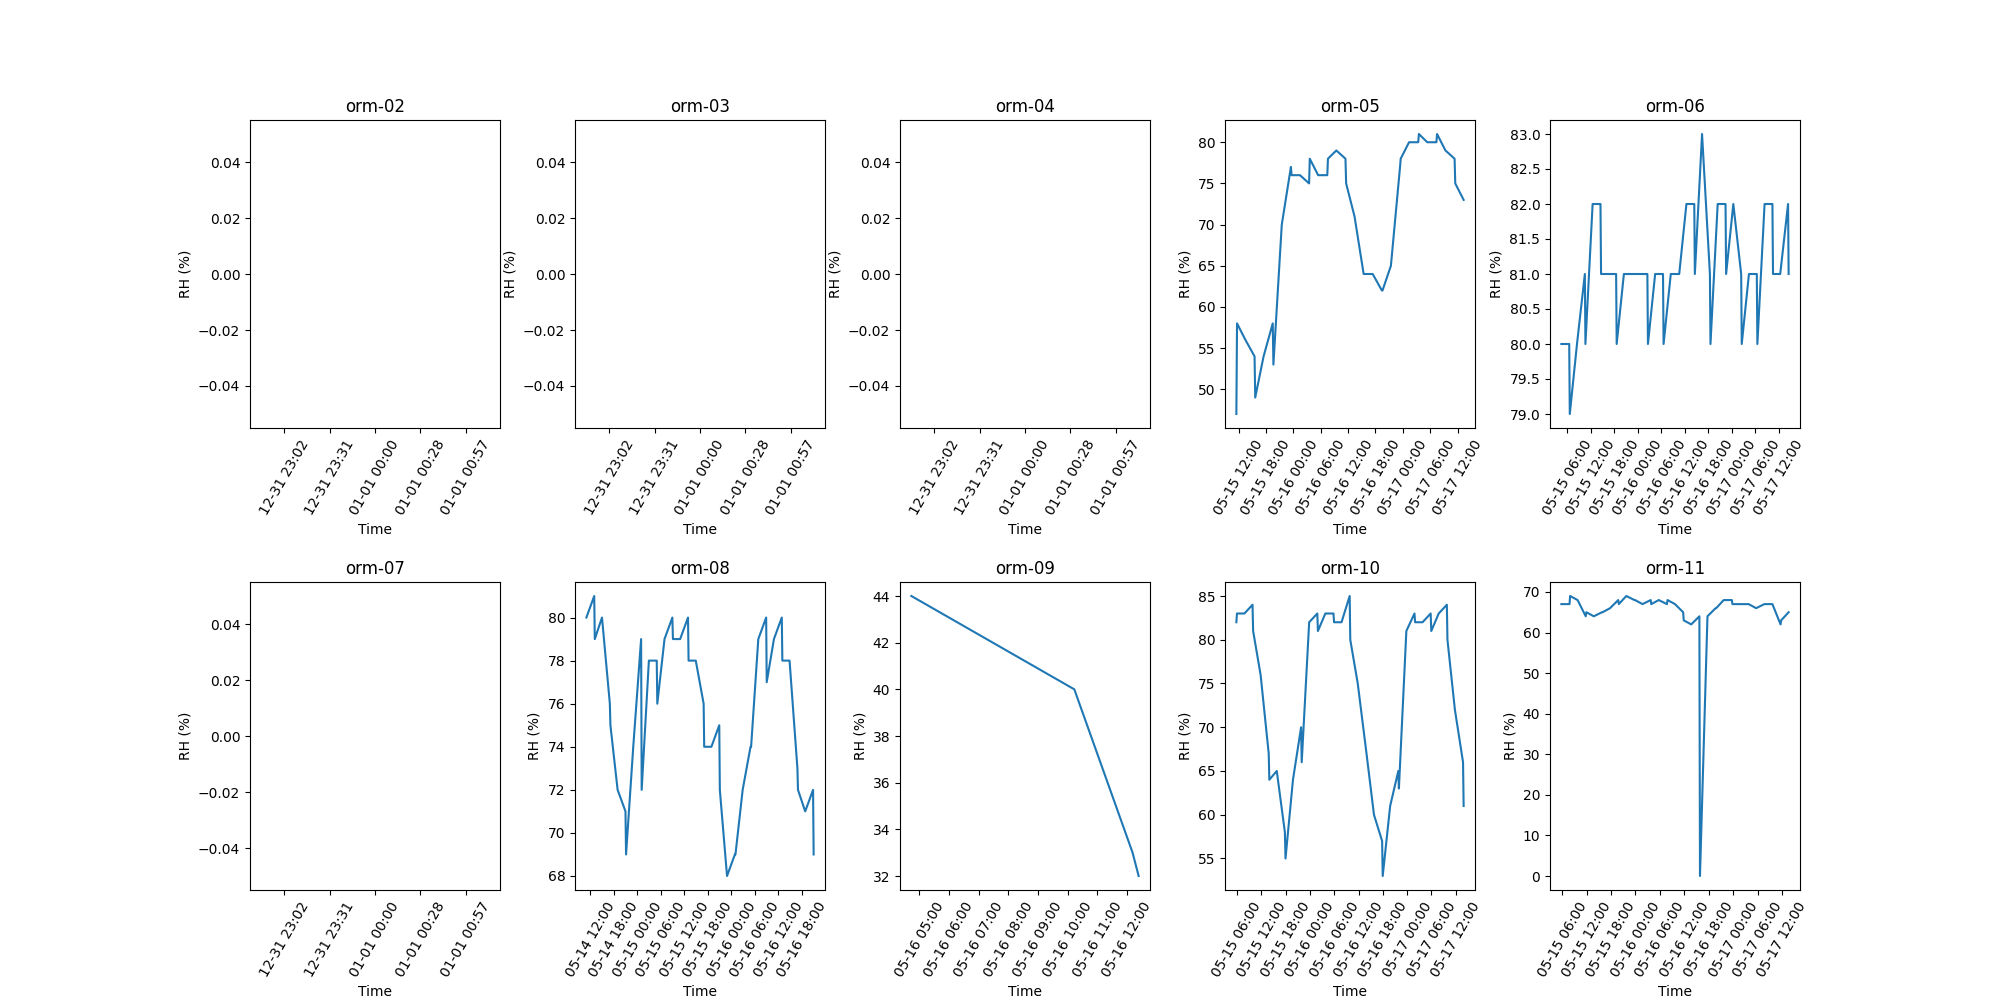 orm-02 orm-03 orm-04 orm-05 orm-06
RH (%) 0.04 0.02 0.00 −0.02 −0.04
12-31 23:02 12-31 23:31 01-01 00:00 01-01 00:28 01-01 00:57
Time
RH (%) 0.04 0.02 0.00 −0.02 −0.04
12-31 23:02 12-31 23:31 01-01 00:00 01-01 00:28 01-01 00:57
Time
RH (%) 0.04 0.02 0.00 −0.02 −0.04
12-31 23:02 12-31 23:31 01-01 00:00 01-01 00:28 01-01 00:57
Time
RH (%) 80 75 70 65 60 55 50
05-15 12:00 05-15 18:00 05-16 00:00 05-16 06:00 05-16 12:00 05-16 18:00 05-17 00:00 05-17 06:00 05-17 12:00
Time
RH (%) 83.0 82.5 82.0 81.5 81.0 80.5 80.0 79.5 79.0
05-15 06:00 05-15 12:00 05-15 18:00 05-16 00:00 05-16 06:00 05-16 12:00 05-16 18:00 05-17 00:00 05-17 06:00 05-17 12:00
Time
orm-07 orm-08 orm-09 orm-10 orm-11
RH (%) 0.04 0.02 0.00 −0.02 −0.04
12-31 23:02 12-31 23:31 01-01 00:00 01-01 00:28 01-01 00:57
Time
RH (%) 80 78 76 74 72 70 68
05-14 12:00 05-14 18:00 05-15 00:00 05-15 06:00 05-15 12:00 05-15 18:00 05-16 00:00 05-16 06:00 05-16 12:00 05-16 18:00
Time
RH (%) 44 42 40 38 36 34 32
05-16 05:00 05-16 06:00 05-16 07:00 05-16 08:00 05-16 09:00 05-16 10:00 05-16 11:00 05-16 12:00
Time
RH (%) 85 80 75 70 65 60 55
05-15 06:00 05-15 12:00 05-15 18:00 05-16 00:00 05-16 06:00 05-16 12:00 05-16 18:00 05-17 00:00 05-17 06:00 05-17 12:00
Time
RH (%) 70 60 50 40 30 20 10 0
05-15 06:00 05-15 12:00 05-15 18:00 05-16 00:00 05-16 06:00 05-16 12:00 05-16 18:00 05-17 00:00 05-17 06:00 05-17 12:00
Time